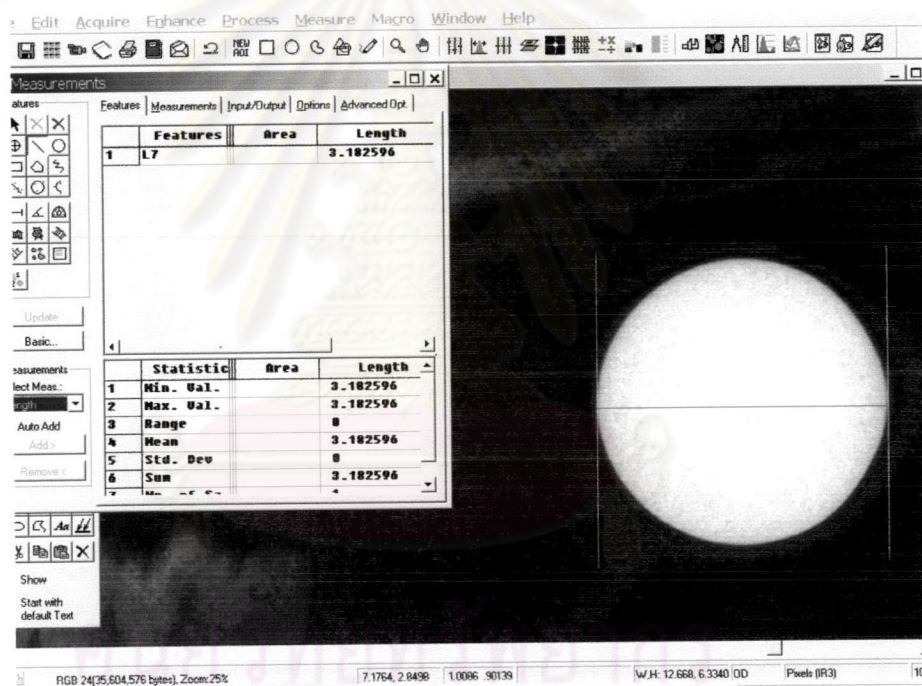 Edit Acquire Enhance Process Measure Macro Window Help
NEW
AOI
Measurements
Features Measurements Input/Output Options Advanced Opt.
Features Area Length
1 L7 3.182596
Update
Basic...
Statistic Area Length
1 Min. Val. 3.182596
2 Max. Val. 3.182596
3 Range 0
4 Mean 3.182596
5 Std. Dev 0
6 Sum 3.182596
Auto Add
Add >
Remove <
Aa
Show
Start with
default Text
RGB 24(35,604,576 bytes), Zoom:25% 7.1764, 2.8498 1.0086 .90139 W,H: 12.668, 6.3340 0D Pixels (IR3)